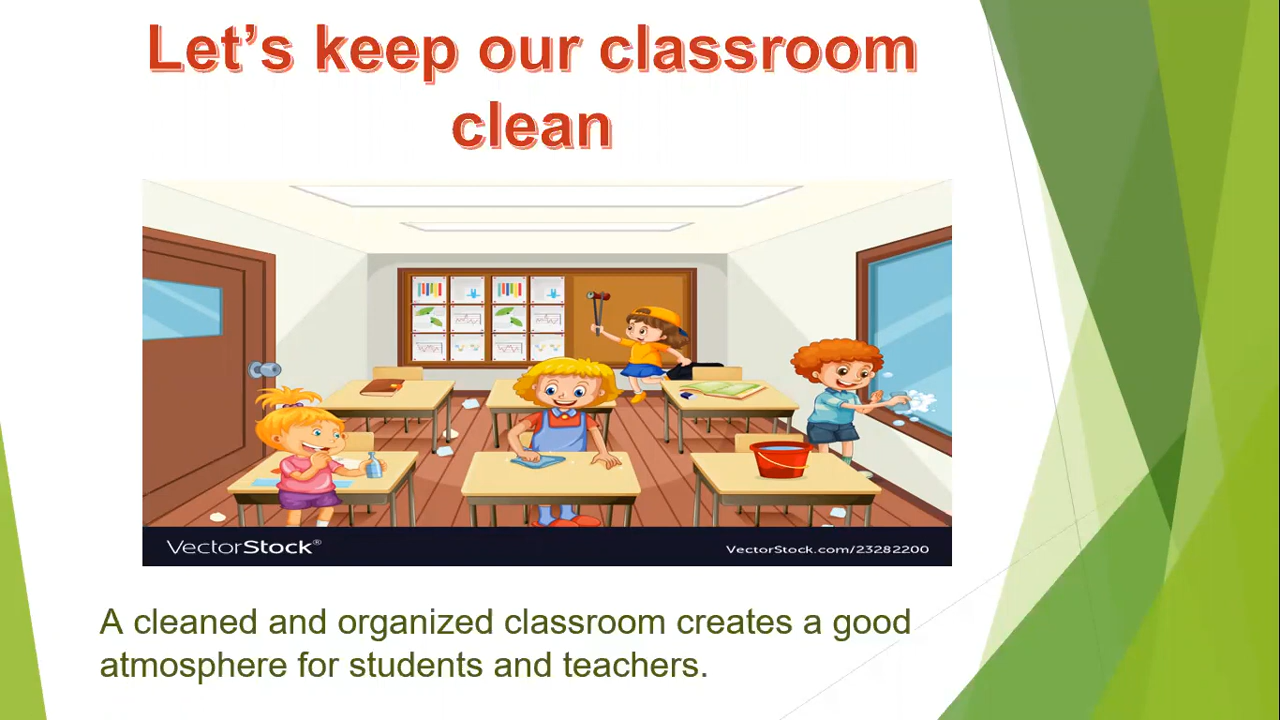 Let’s keep our classroom
clean
VectorStock®
VectorStock.com/23282200
A cleaned and organized classroom creates a good
atmosphere for students and teachers.